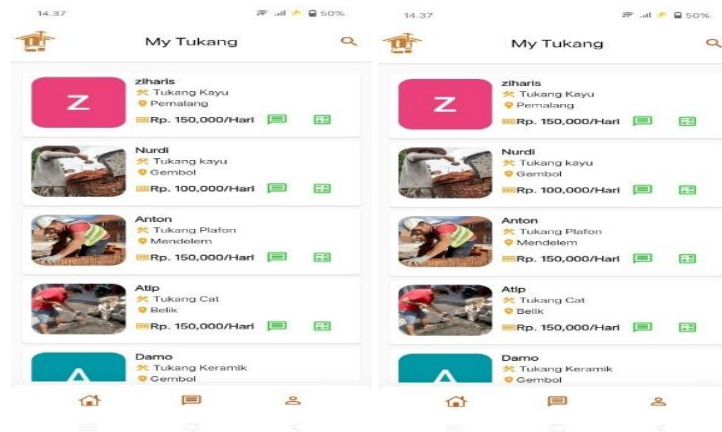 14.37
50%
My Tukang
Z
ziharis
Tukang Kayu
Pemalang
Rp. 150,000/Hari
Nurdi
Tukang kayu
Gembol
Rp. 100,000/Hari
Anton
Tukang Plafon
Mendelem
Rp. 150,000/Hari
Atip
Tukang Cat
Belik
Rp. 150,000/Hari
A
Damo
Tukang Keramik
Gembol
14.37
50%
My Tukang
Z
ziharis
Tukang Kayu
Pemalang
Rp. 150,000/Hari
Nurdi
Tukang kayu
Gembol
Rp. 100,000/Hari
Anton
Tukang Plafon
Mendelem
Rp. 150,000/Hari
Atip
Tukang Cat
Belik
Rp. 150,000/Hari
A
Damo
Tukang Keramik
Gembol